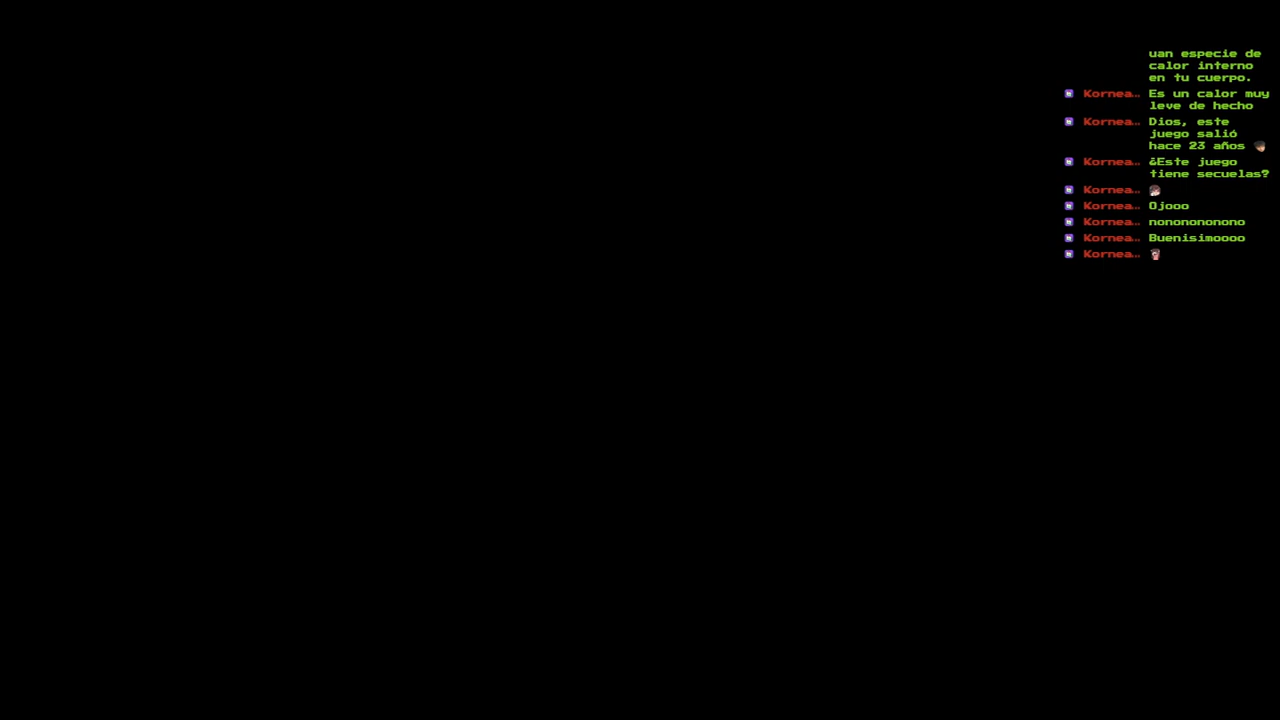 uan especie de
calor interno
en tu cuerpo.
Kornea… Es un calor muy
leve de hecho
Kornea… Dios, este
juego salió
hace 23 años
Kornea… ¿Este juego
tiene secuelas?
Kornea…
Kornea… Ojooo
Kornea… nononononono
Kornea… Buenisimoooo
Kornea…